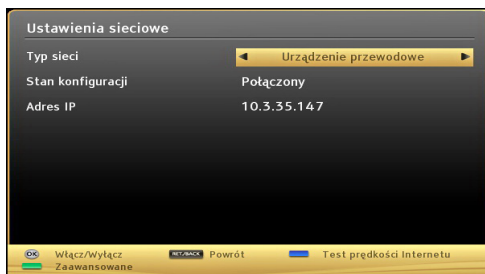 Ustawienia sieciowe
Typ sieci Urządzenie przewodowe
Stan konfiguracji Połączony
Adres IP 10.3.35.147
OK Włącz/Wyłącz RET./BACK Powrót Test prędkości Internetu
Zaawansowane